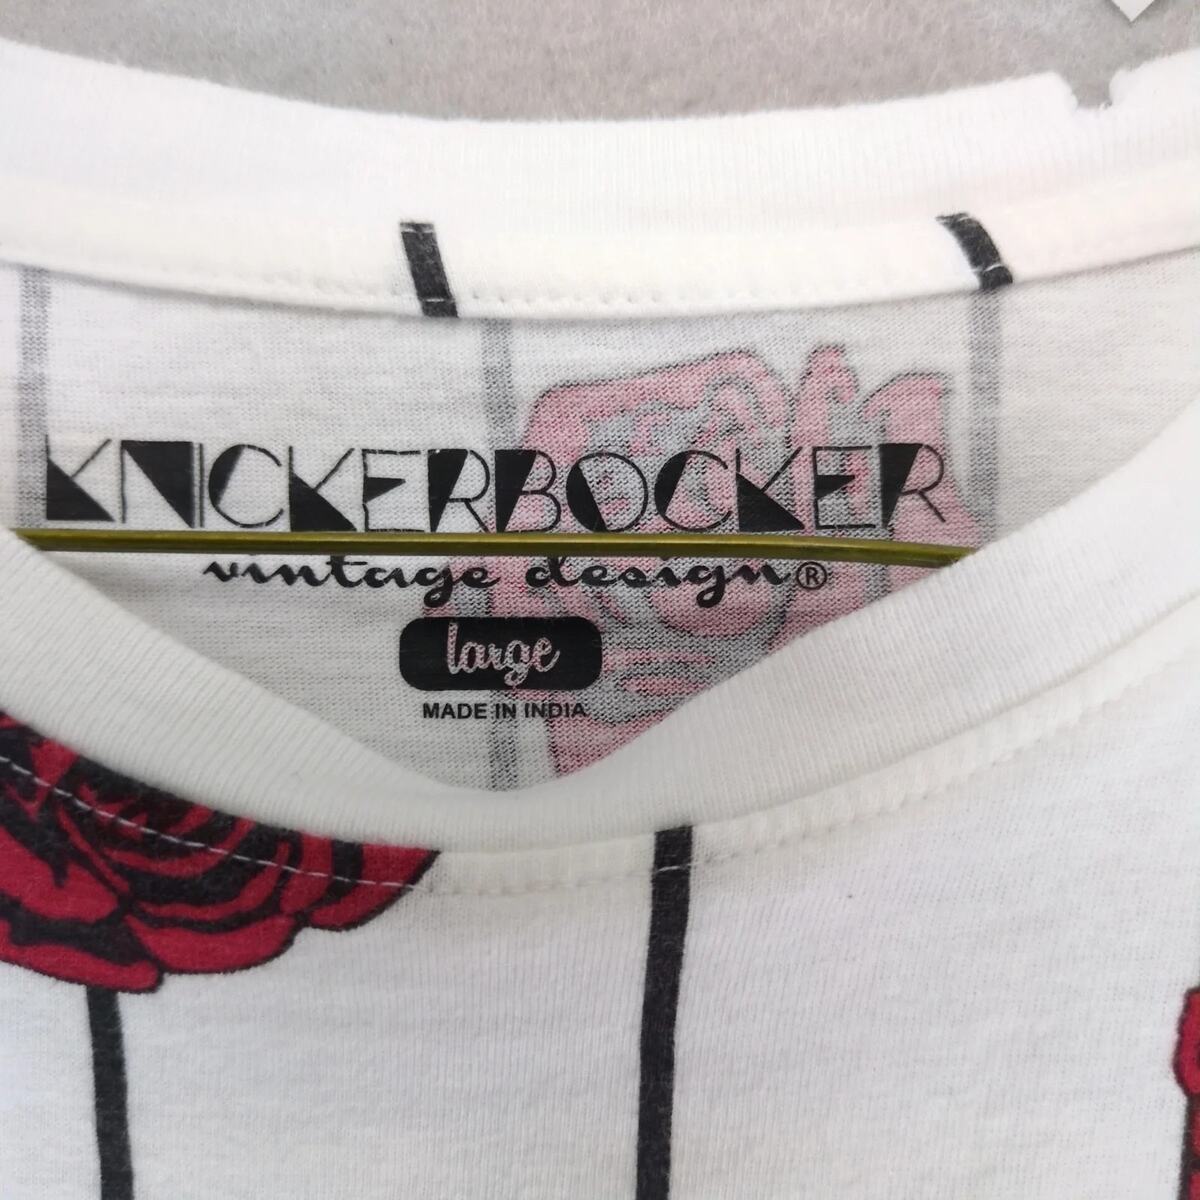 KNICKERBOCKER
vintage design®
large
MADE IN INDIA